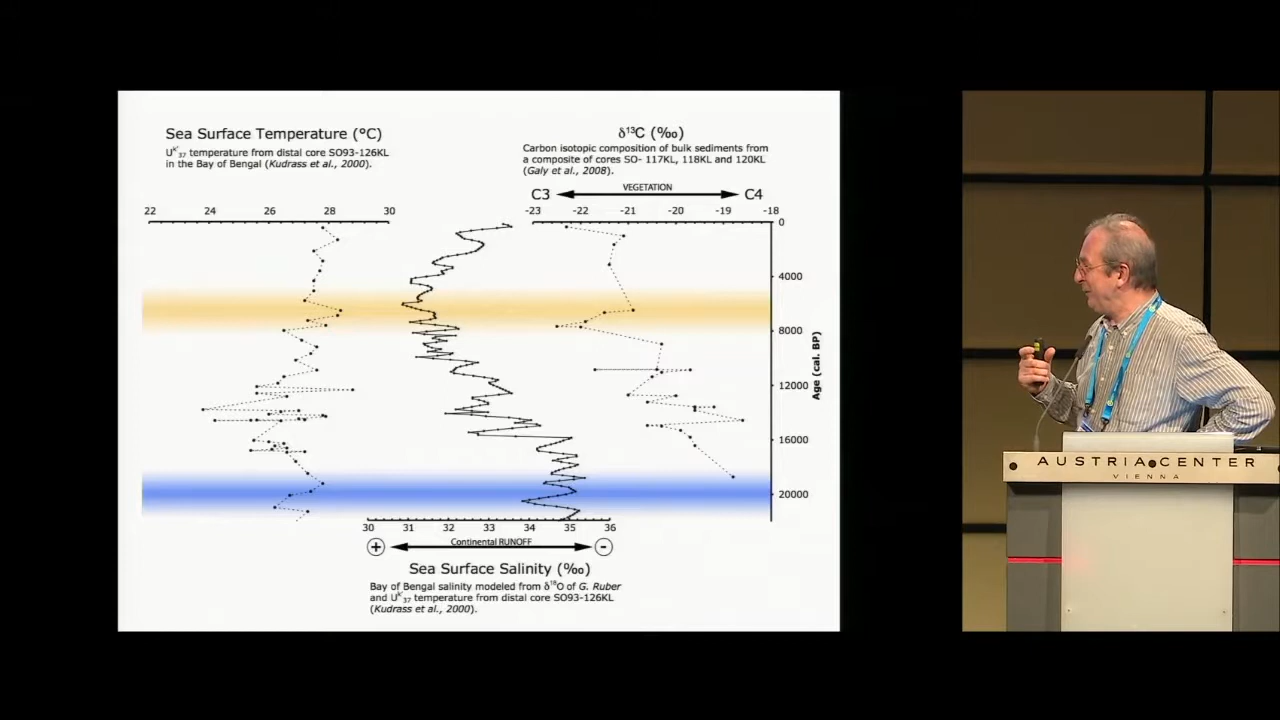 Sea Surface Temperature (°C)
Uᴷ'₃₇ temperature from distal core SO93-126KL
in the Bay of Bengal (Kudrass et al., 2000).
δ¹³C (‰)
Carbon isotopic composition of bulk sediments from
a composite of cores SO- 117KL, 118KL and 120KL
(Galy et al., 2008).
VEGETATION
C3 C4
22 24 26 28 30
-23 -22 -21 -20 -19 -18
0
4000
8000
12000
16000
20000
Age (cal. BP)
30 31 32 33 34 35 36
+ Continental RUNOFF -
Sea Surface Salinity (‰)
Bay of Bengal salinity modeled from δ¹⁸O of G. Ruber
and Uᴷ'₃₇ temperature from distal core SO93-126KL
(Kudrass et al., 2000).
AUSTRIA CENTER
VIENNA